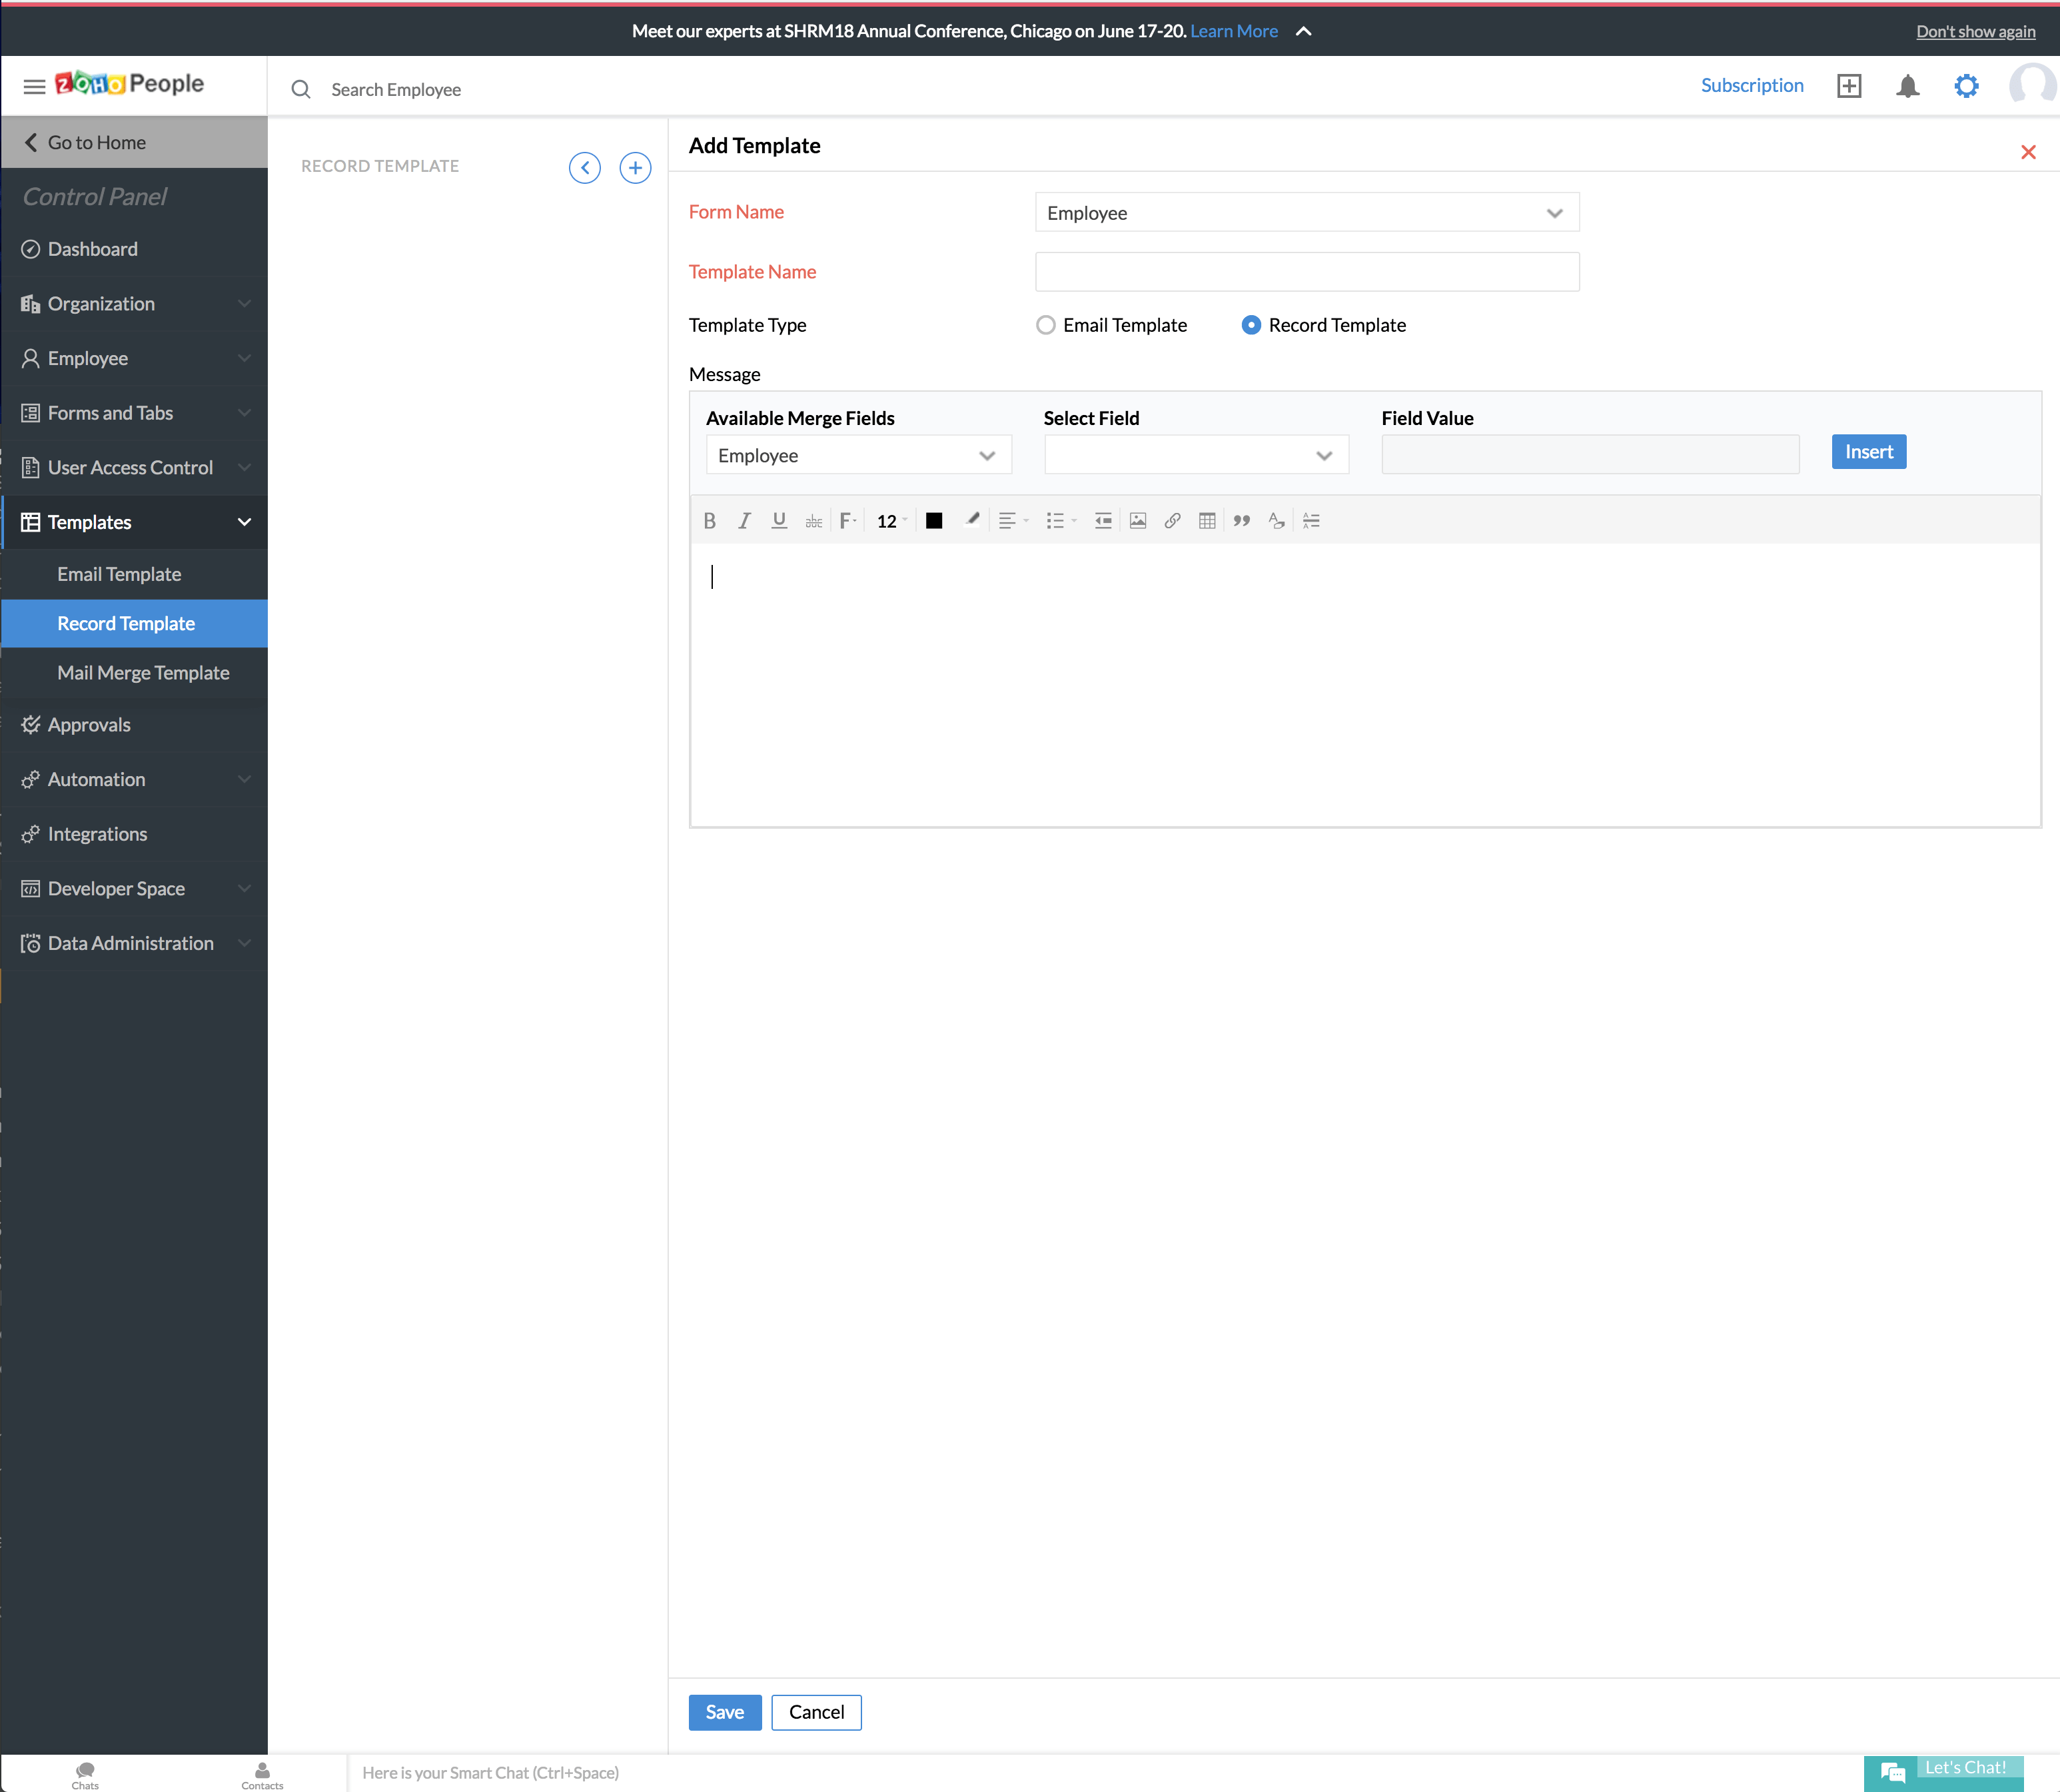 Meet our experts at SHRM18 Annual Conference, Chicago on June 17-20. Learn More
Don't show again
ZOHO People
Search Employee
Subscription
Go to Home
Control Panel
Dashboard
Organization
Employee
Forms and Tabs
User Access Control
Templates
Email Template
Record Template
Mail Merge Template
Approvals
Automation
Integrations
Developer Space
Data Administration
RECORD TEMPLATE
Add Template
Form Name
Employee
Template Name
Template Type
Email Template
Record Template
Message
Available Merge Fields
Select Field
Field Value
Employee
Insert
B I U abc F 12
Save
Cancel
Chats
Contacts
Here is your Smart Chat (Ctrl+Space)
Let's Chat!